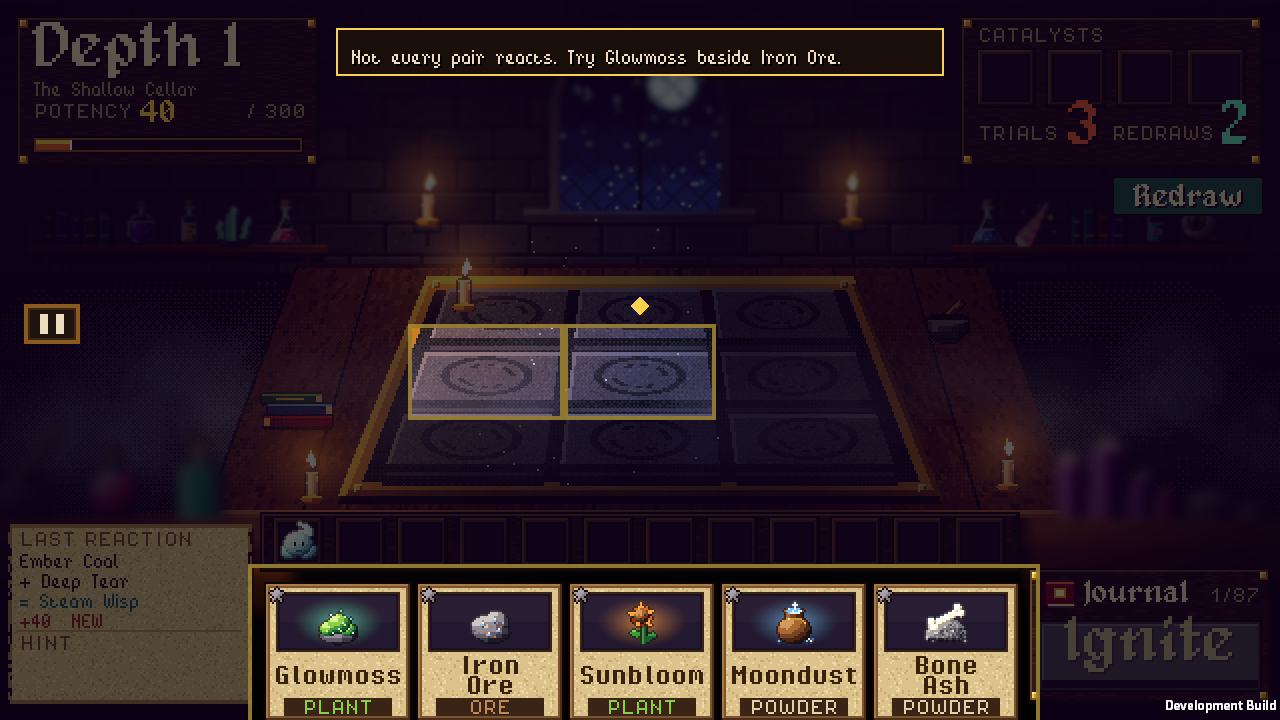 Depth 1
The Shallow Cellar
POTENCY 40 / 300
Not every pair reacts. Try Glowmoss beside Iron Ore.
CATALYSTS
TRIALS 3 REDRAWS 2
Redraw
LAST REACTION
Ember Coal
+ Deep Tear
= Steam Wisp
+40 NEW
HINT
Glowmoss
PLANT
Iron
Ore
ORE
Sunbloom
PLANT
Moondust
POWDER
Bone
Ash
POWDER
Journal 1/87
Ignite
Development Build